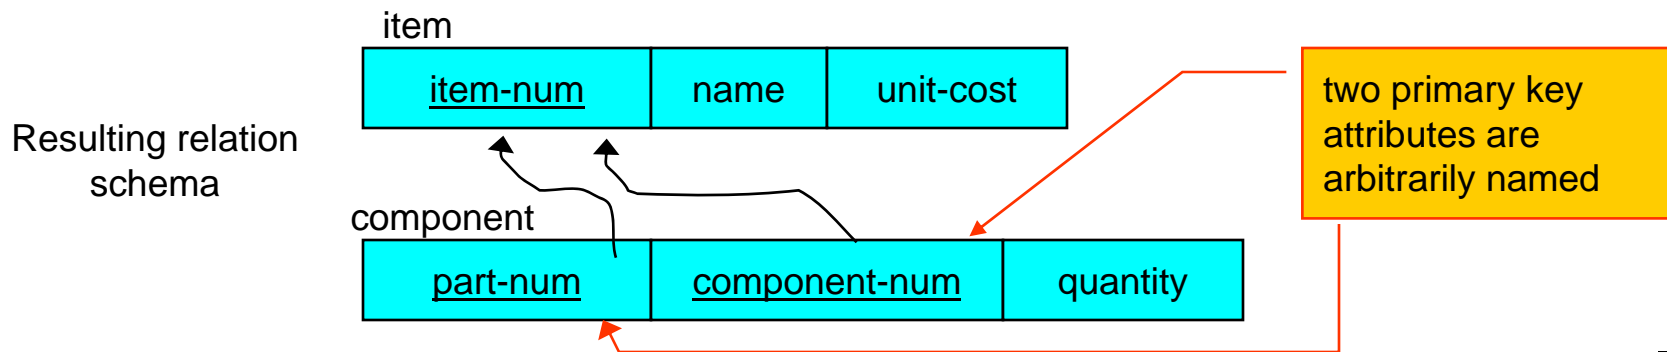 item
item-num name unit-cost
Resulting relation
schema
two primary key
attributes are
arbitrarily named
component
part-num component-num quantity